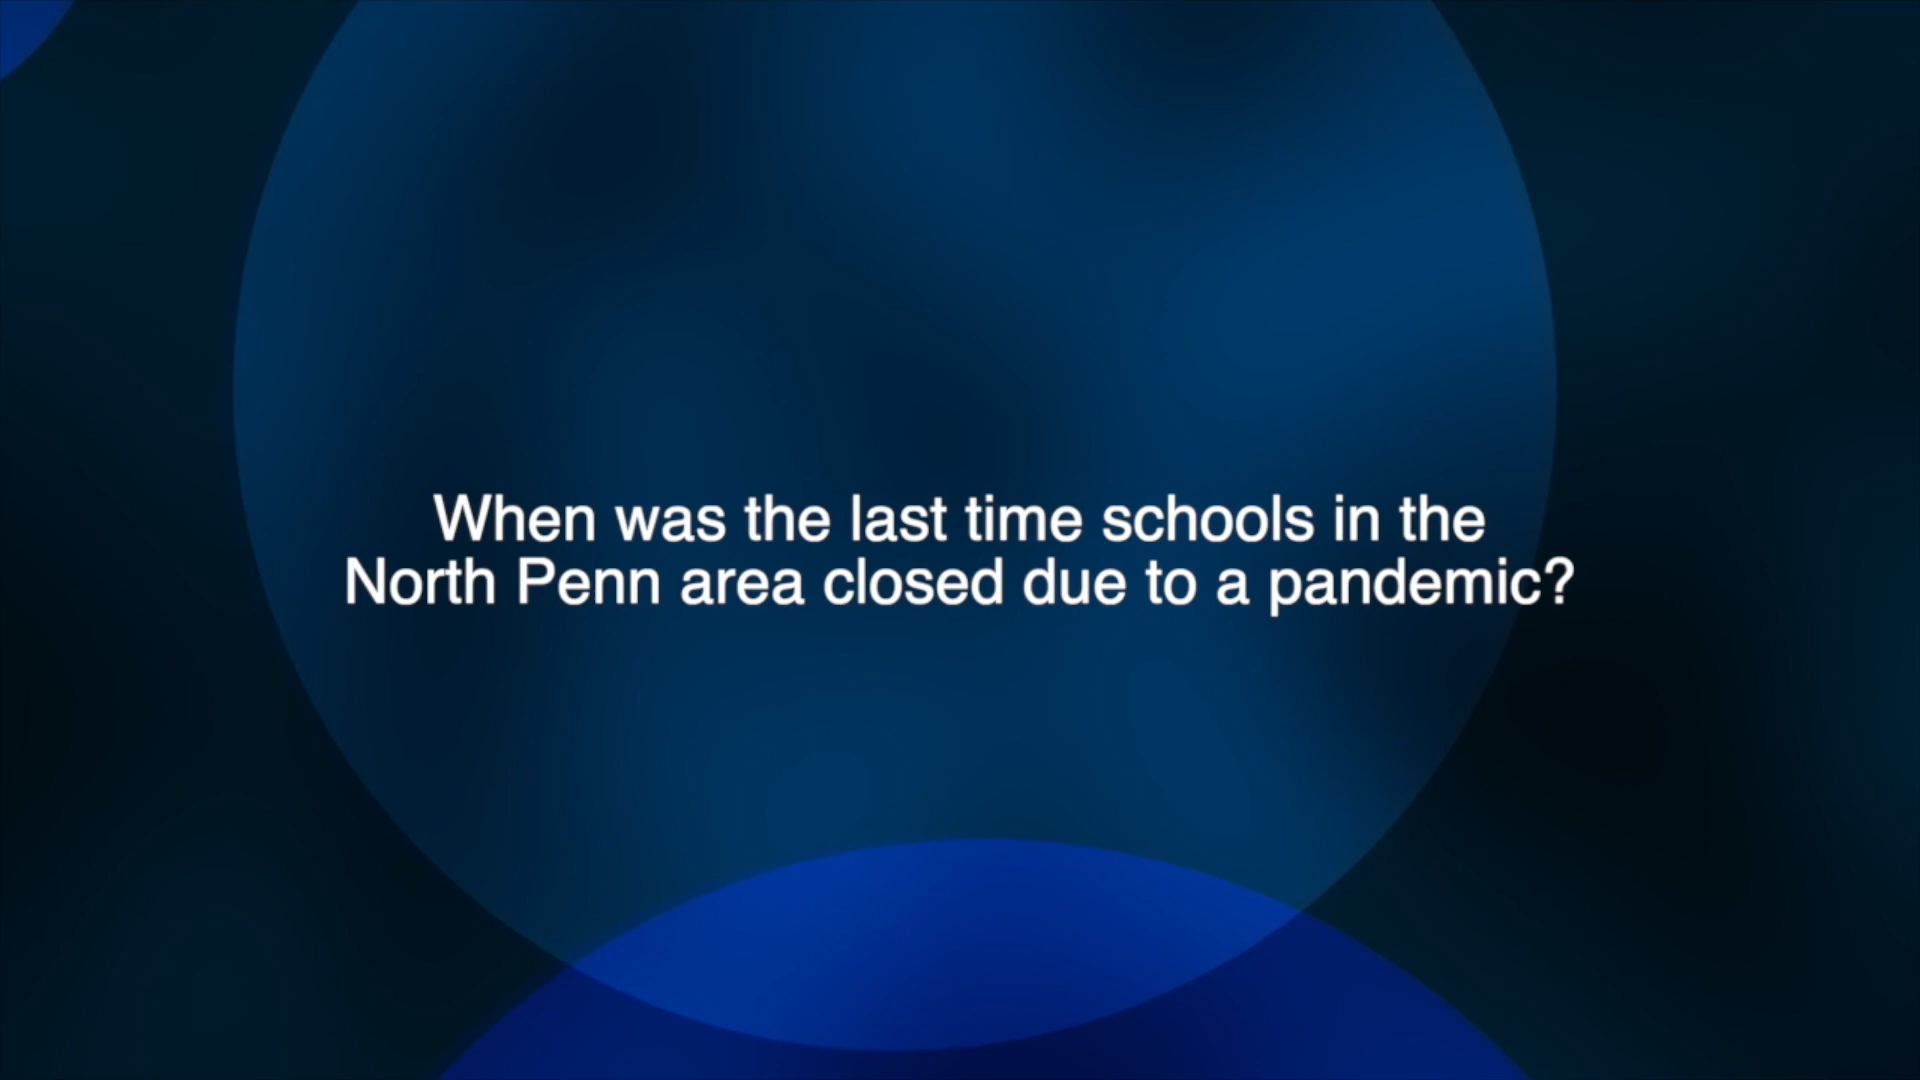 When was the last time schools in the
North Penn area closed due to a pandemic?